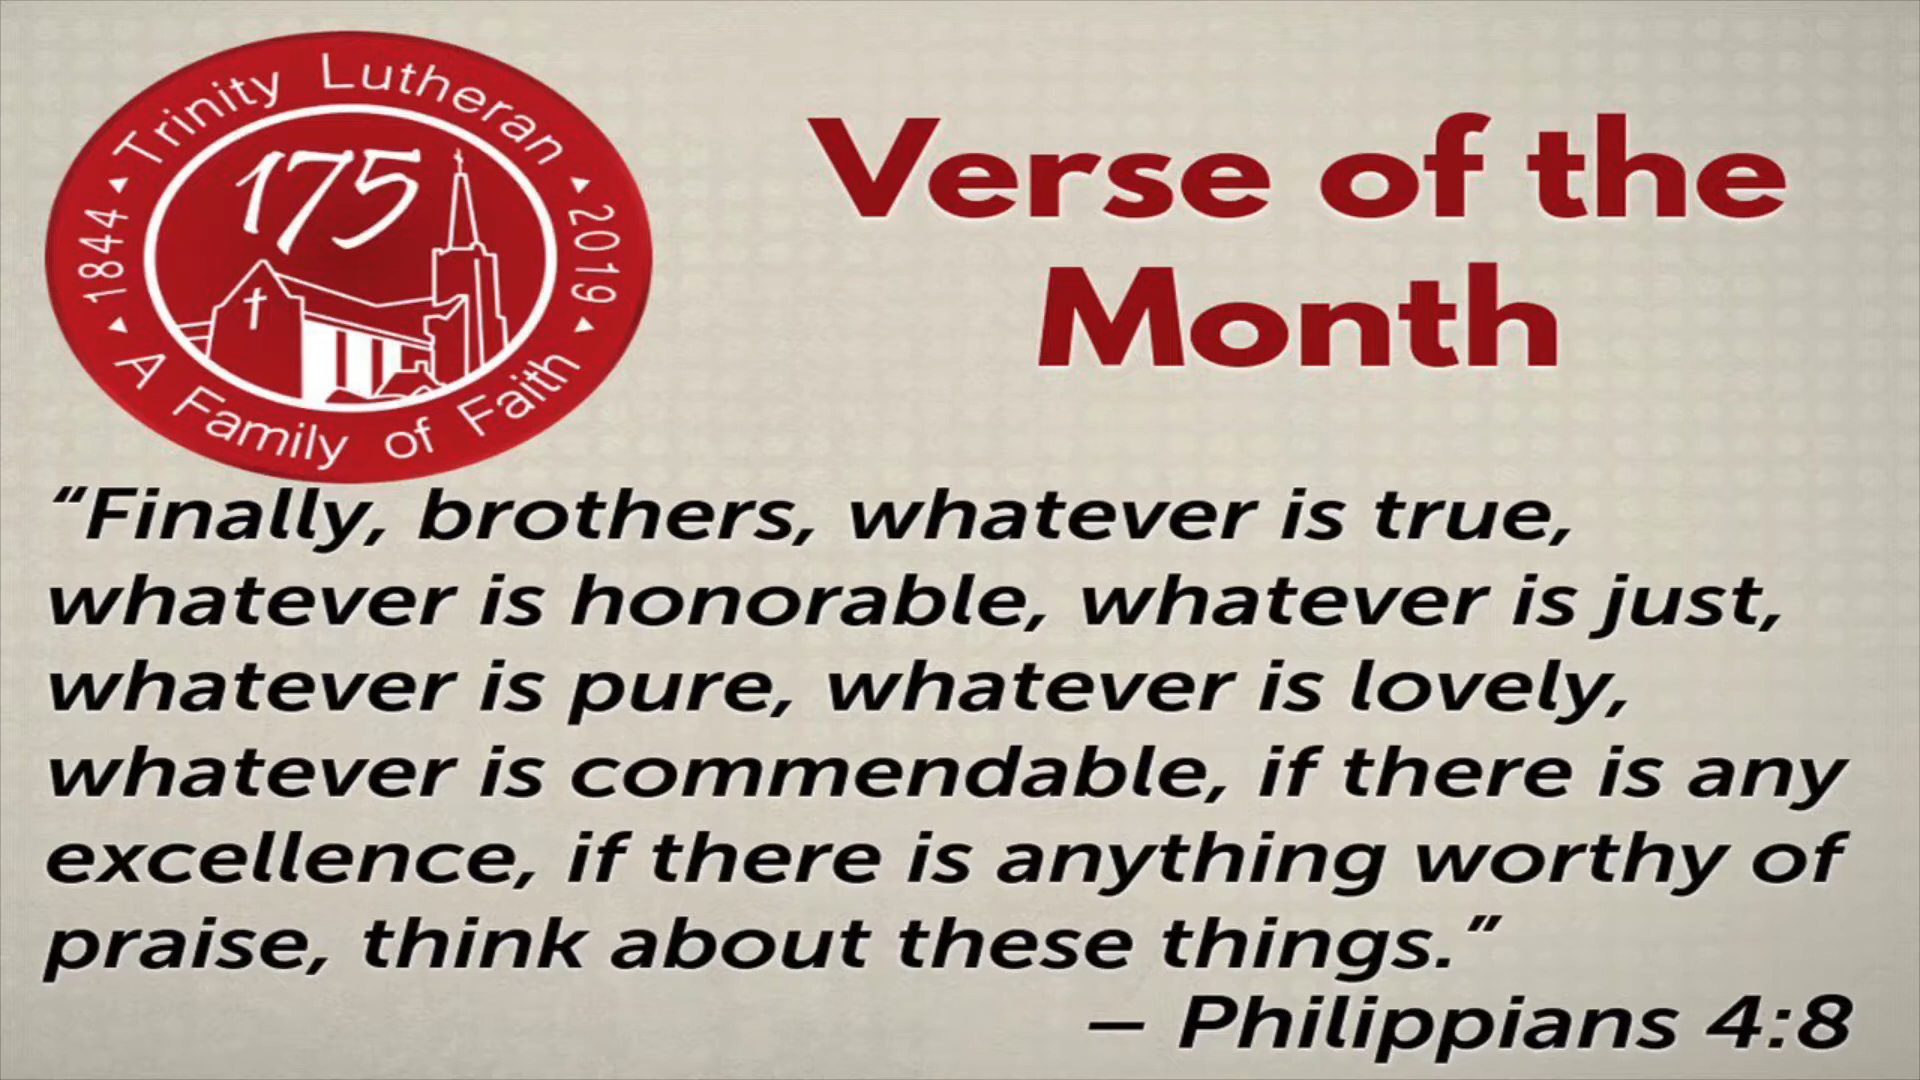 Trinity Lutheran
1844
175
2019
A Family of Faith
Verse of the
Month
“Finally, brothers, whatever is true,
whatever is honorable, whatever is just,
whatever is pure, whatever is lovely,
whatever is commendable, if there is any
excellence, if there is anything worthy of
praise, think about these things.”
– Philippians 4:8